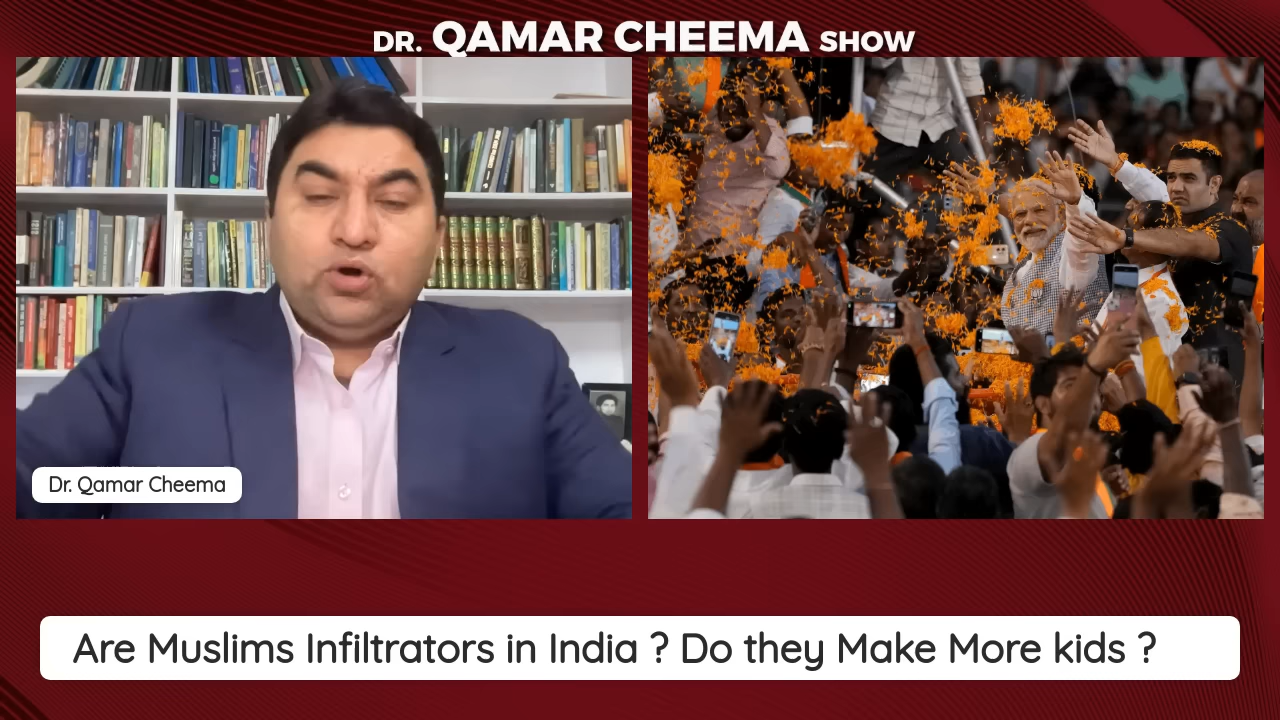 DR. QAMAR CHEEMA SHOW
Dr. Qamar Cheema
Are Muslims Infiltrators in India ? Do they Make More kids ?